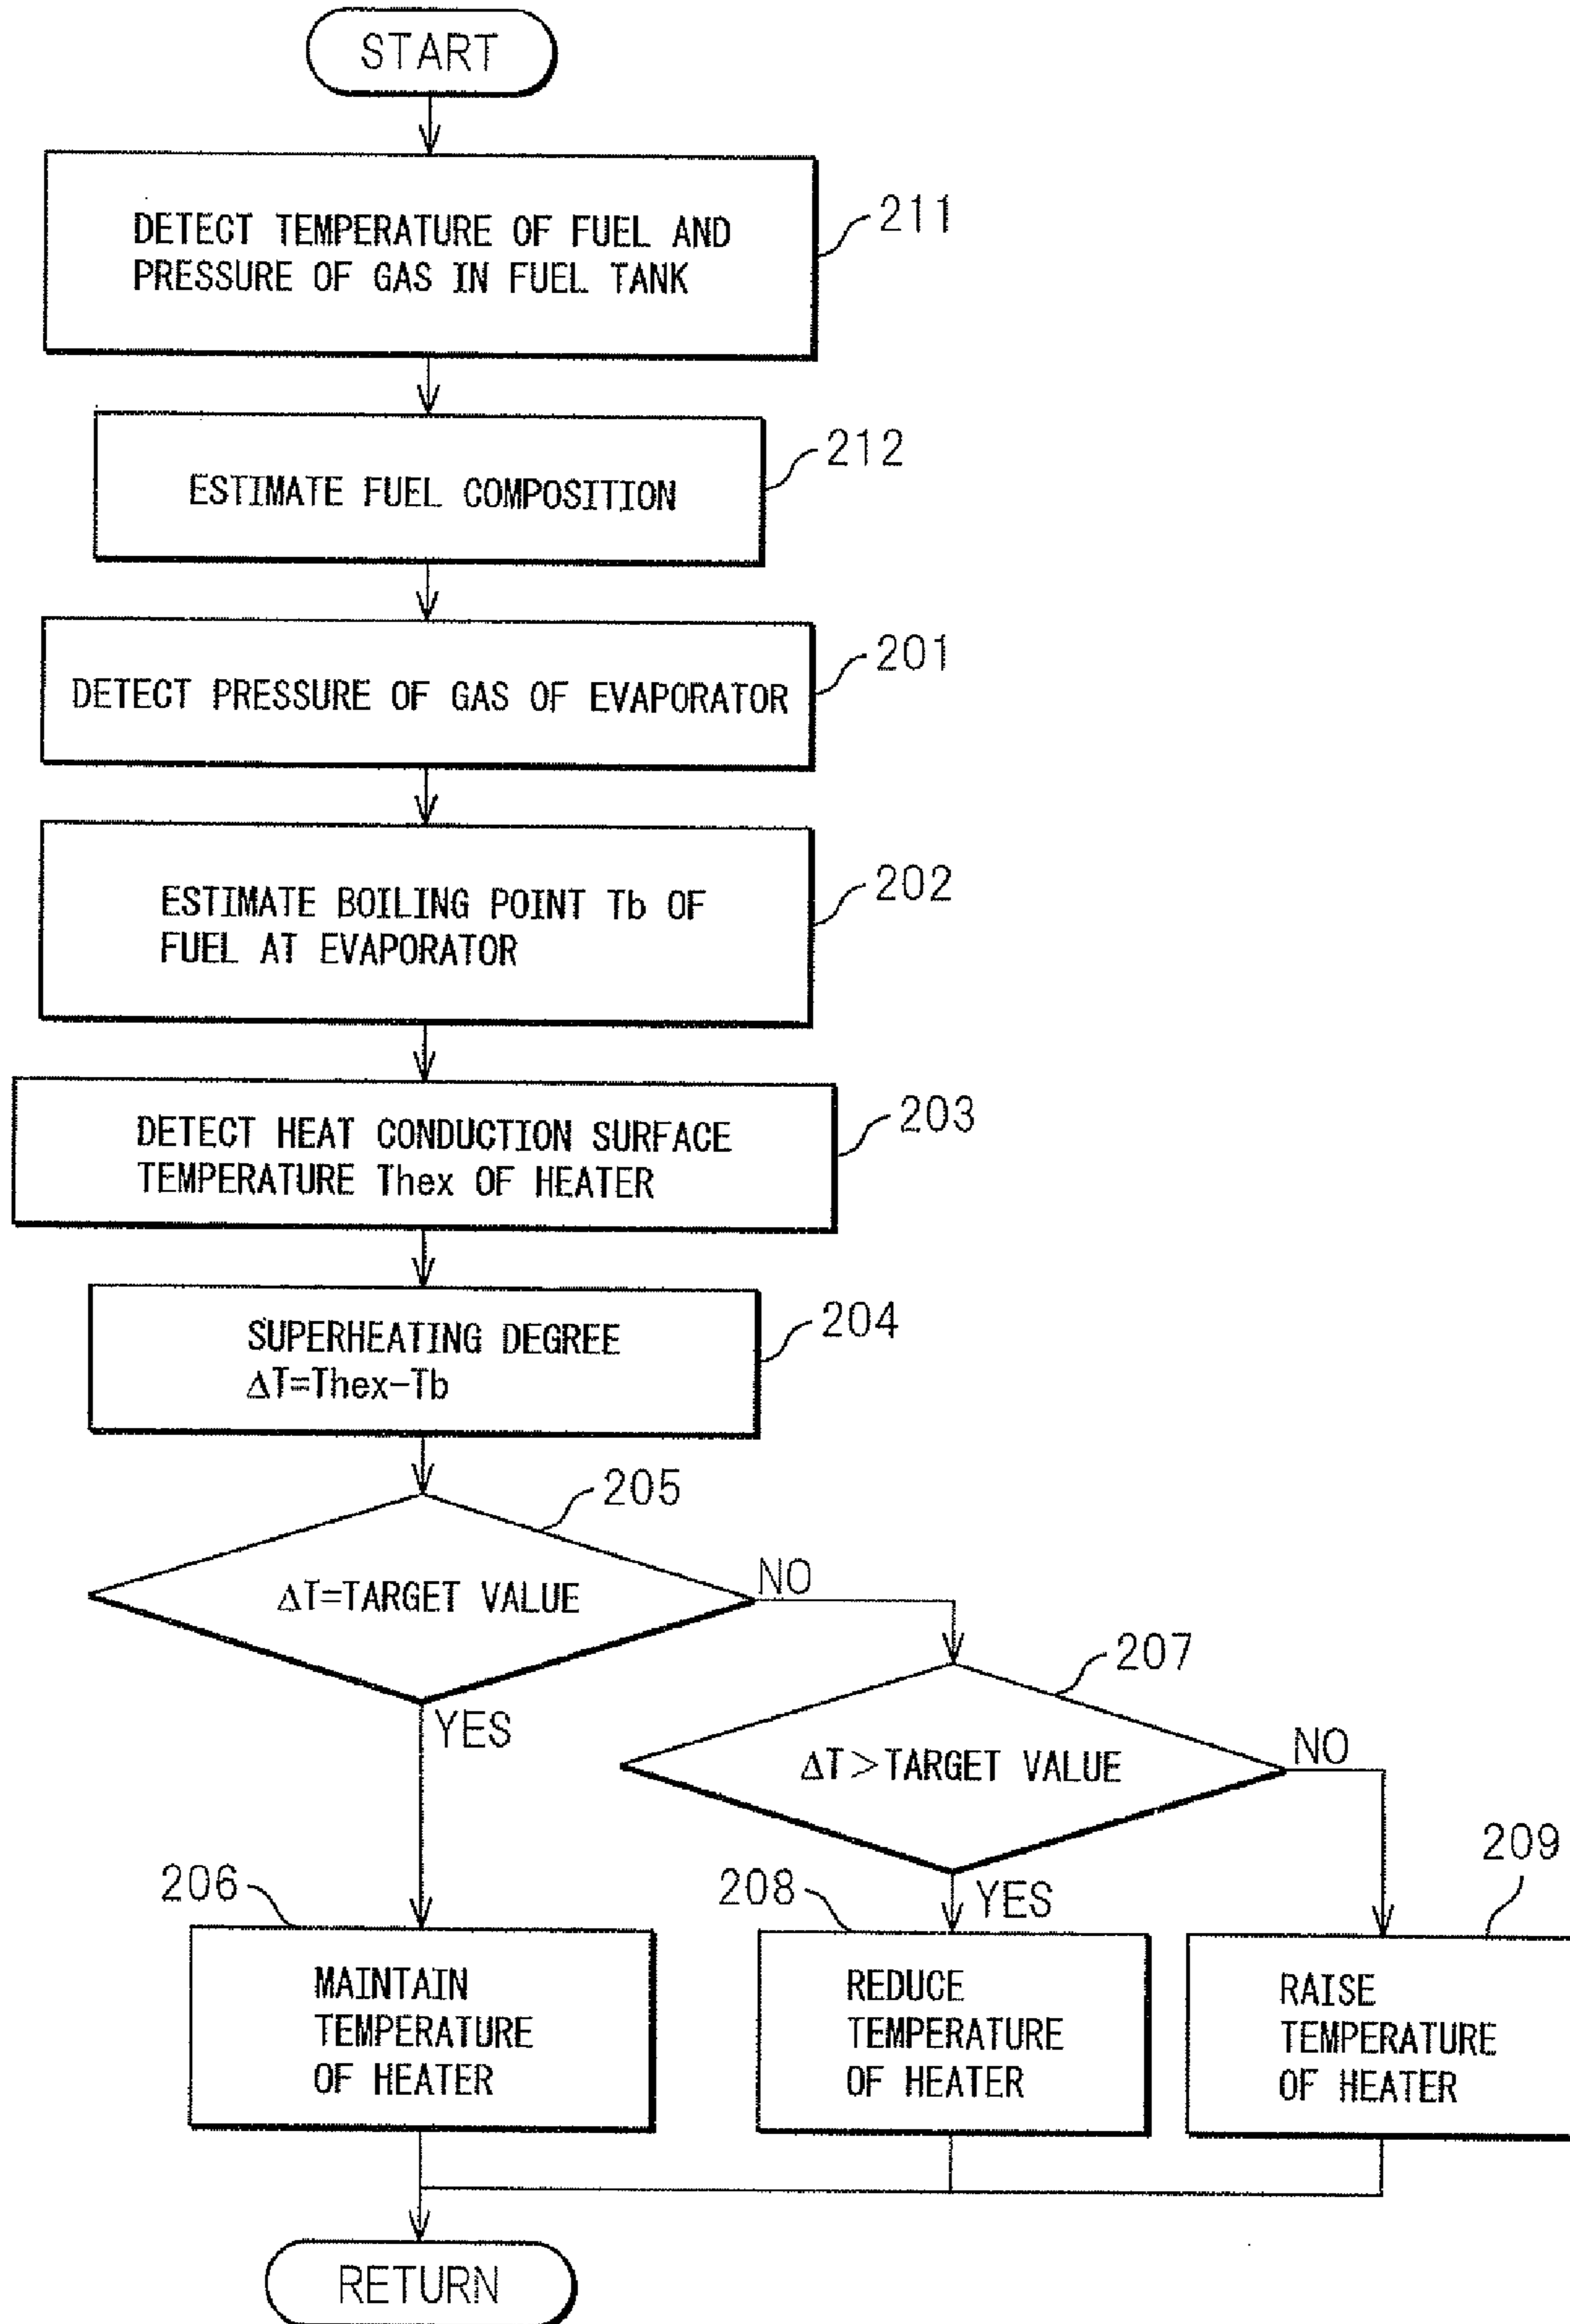 START
DETECT TEMPERATURE OF FUEL AND
PRESSURE OF GAS IN FUEL TANK
211
ESTIMATE FUEL COMPOSITION
212
DETECT PRESSURE OF GAS OF EVAPORATOR
201
ESTIMATE BOILING POINT Tb OF
FUEL AT EVAPORATOR
202
DETECT HEAT CONDUCTION SURFACE
TEMPERATURE Thex OF HEATER
203
SUPERHEATING DEGREE
ΔT=Thex-Tb
204
205
ΔT=TARGET VALUE
NO
YES
207
ΔT>TARGET VALUE
NO
YES
206
MAINTAIN
TEMPERATURE
OF HEATER
208
REDUCE
TEMPERATURE
OF HEATER
209
RAISE
TEMPERATURE
OF HEATER
RETURN